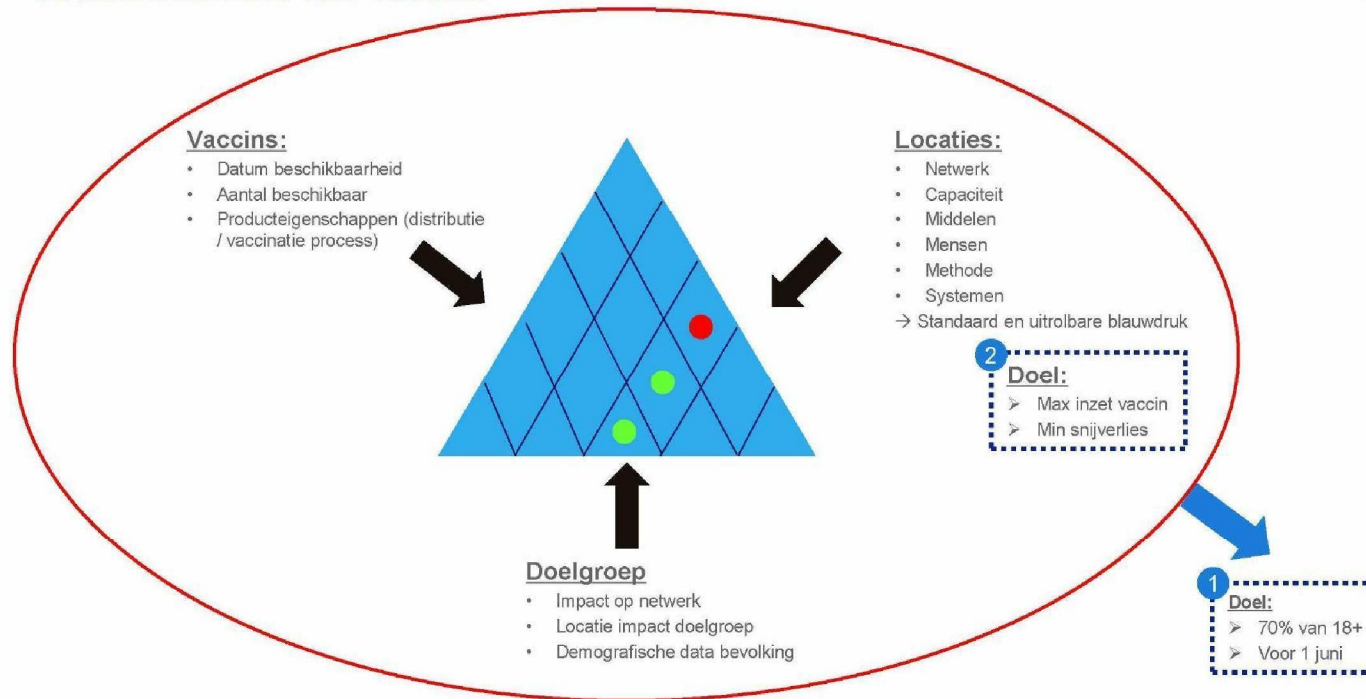 Vaccins:
• Datum beschikbaarheid
• Aantal beschikbaar
• Producteigenschappen (distributie
/ vaccinatie process)
Locaties:
• Netwerk
• Capaciteit
• Middelen
• Mensen
• Methode
• Systemen
→ Standaard en uitrolbare blauwdruk
2
Doel:
➢ Max inzet vaccin
➢ Min snijverlies
Doelgroep
• Impact op netwerk
• Locatie impact doelgroep
• Demografische data bevolking
1
Doel:
➢ 70% van 18+
➢ Voor 1 juni